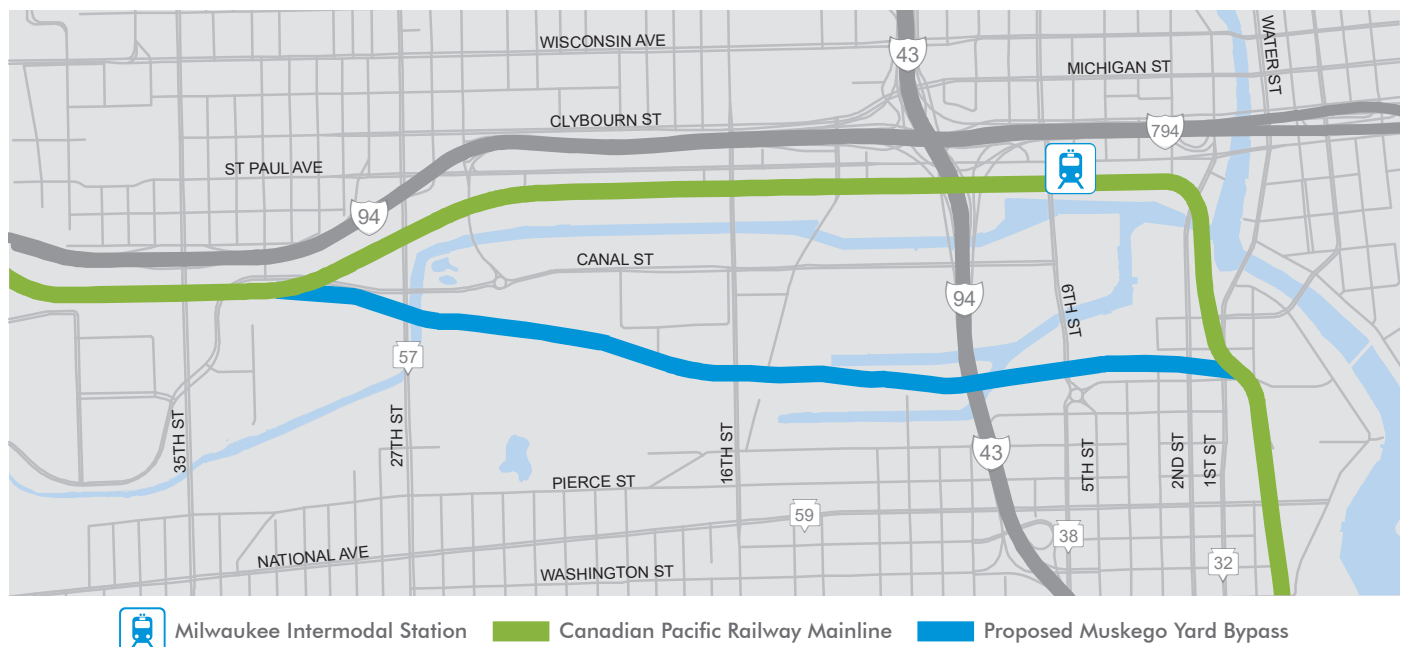 WISCONSIN AVE
43
WATER ST
MICHIGAN ST
CLYBOURN ST
794
ST PAUL AVE
94
CANAL ST
94
6TH ST
57
35TH ST
27TH ST
16TH ST
43
5TH ST
2ND ST
1ST ST
PIERCE ST
59
38
NATIONAL AVE
WASHINGTON ST
32
Milwaukee Intermodal Station
Canadian Pacific Railway Mainline
Proposed Muskego Yard Bypass